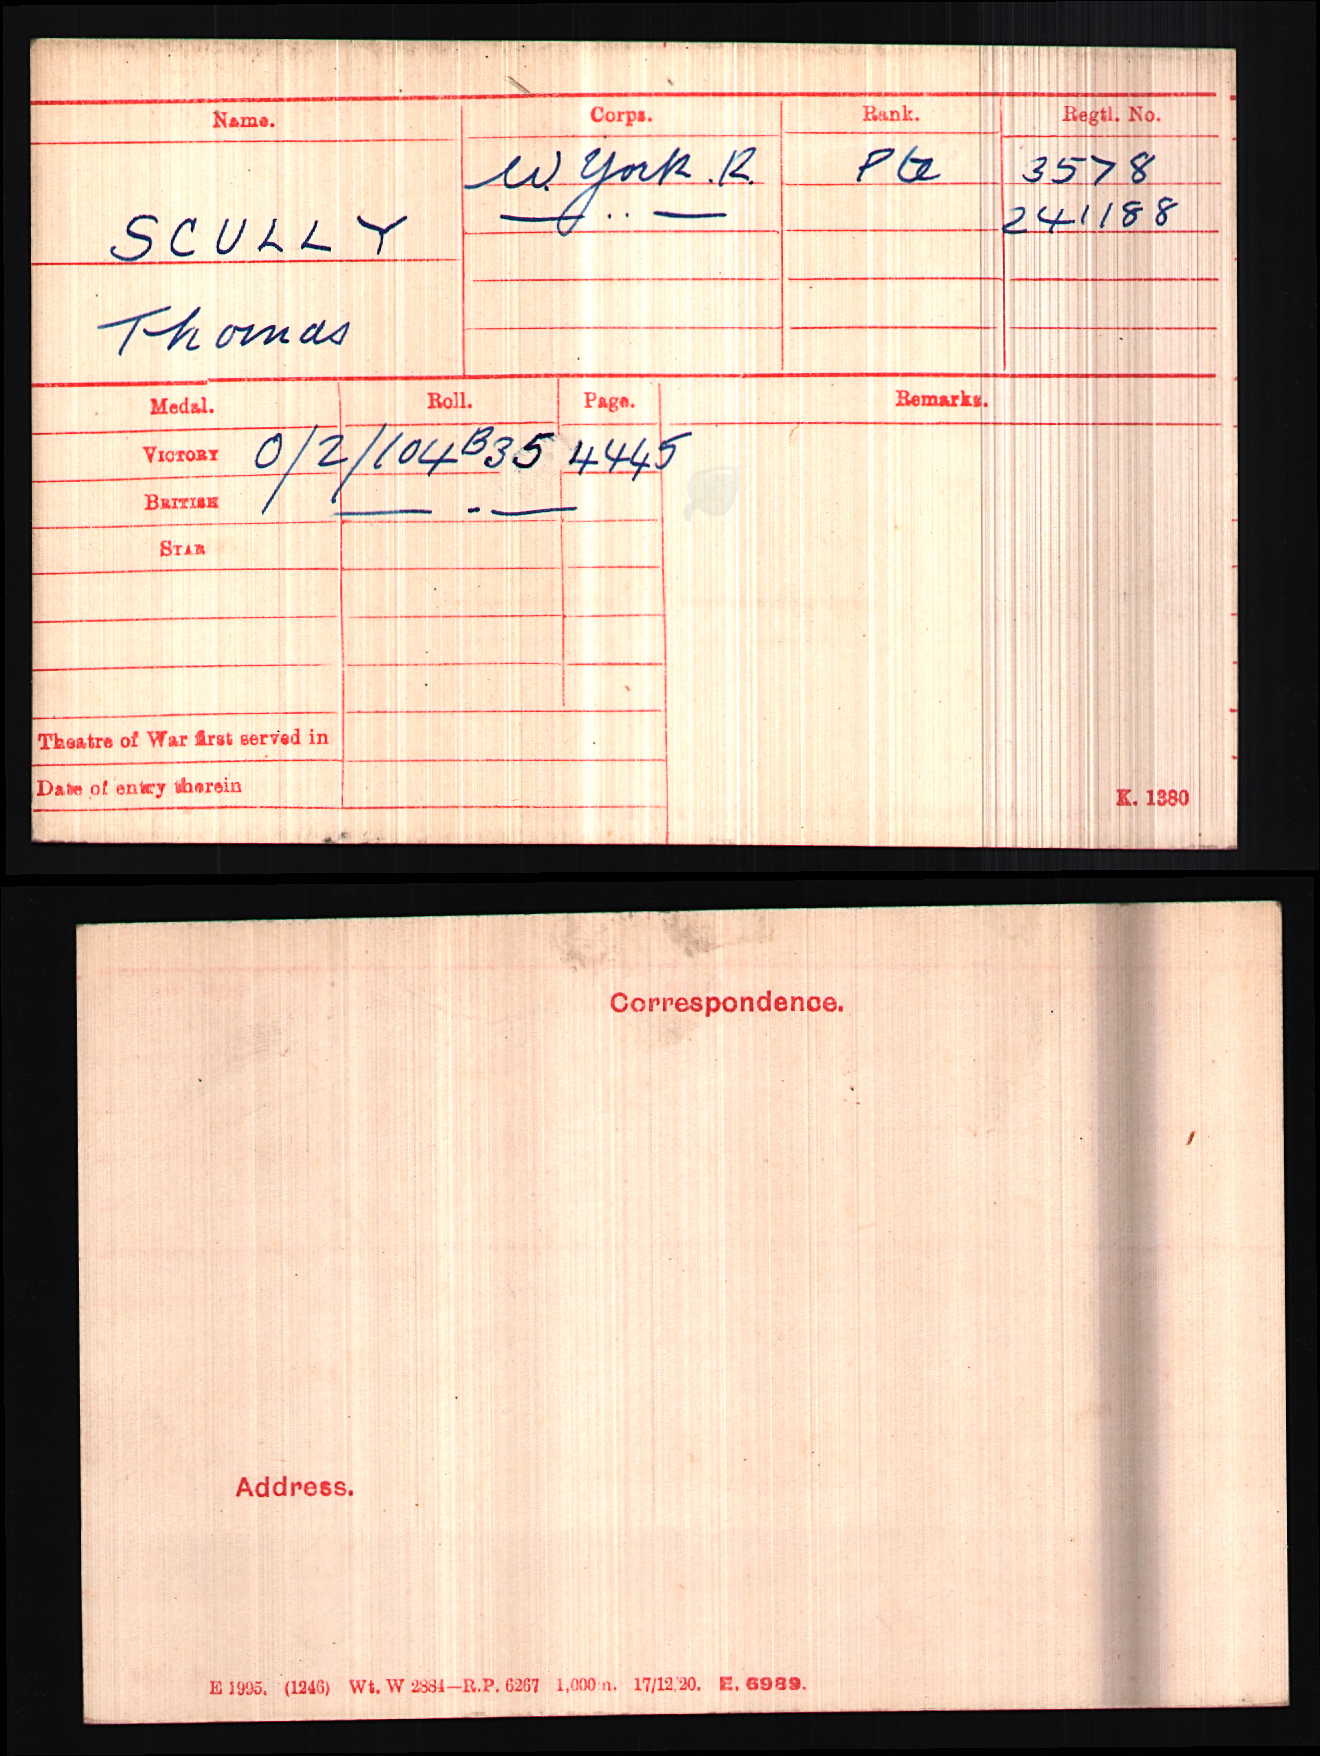 Name. Corps. Rank. Regtl. No.
W. York. R. Pte 3578
SCULLY —„— 241188
Thomas
Medal. Roll. Page. Remarks.
VICTORY O/2/104B35 4445
BRITISH — - —
STAR
Theatre of War first served in
Date of entry therein
K. 1380
Correspondence.
Address.
E 1995. (1246) Wt. W 2884—R.P. 6267 1,000 m. 17/12/20. E. 6989.